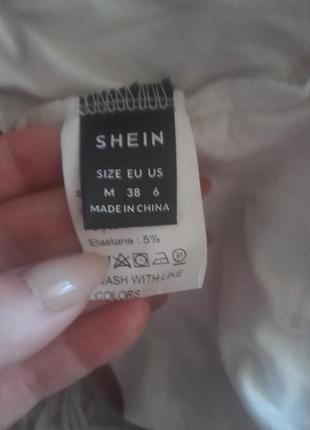 SHEIN
SIZE EU US
M 38 6
MADE IN CHINA
Elastane : 5%
WASH WITH LIKE
COLORS